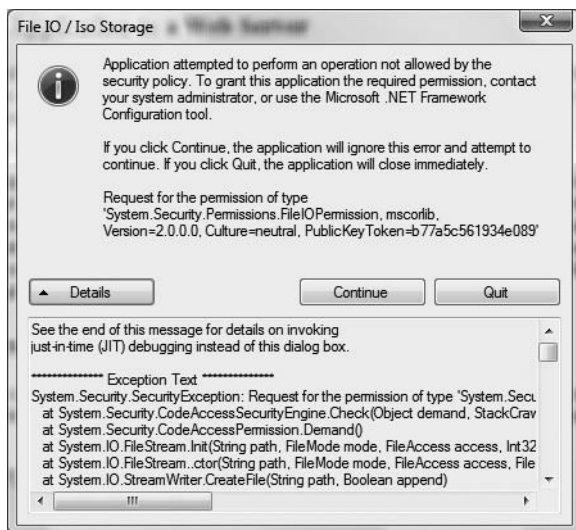 File IO / Iso Storage
a Web Server
Application attempted to perform an operation not allowed by the
security policy. To grant this application the required permission, contact
your system administrator, or use the Microsoft .NET Framework
Configuration tool.
If you click Continue, the application will ignore this error and attempt to
continue. If you click Quit, the application will close immediately.
Request for the permission of type
'System.Security.Permissions.FileIOPermission, mscorlib,
Version=2.0.0.0, Culture=neutral, PublicKeyToken=b77a5c561934e089'
Details
Continue
Quit
See the end of this message for details on invoking
just-in-time (JIT) debugging instead of this dialog box.
************** Exception Text **************
System.Security.SecurityException: Request for the permission of type 'System.Secu
at System.Security.CodeAccessSecurityEngine.Check(Object demand, StackCraw
at System.Security.CodeAccessPermission.Demand()
at System.IO.FileStream.Init(String path, FileMode mode, FileAccess access, Int32
at System.IO.FileStream..ctor(String path, FileMode mode, FileAccess access, File
at System.IO.StreamWriter.CreateFile(String path, Boolean append)